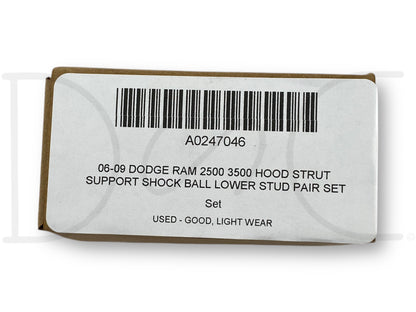 A0247046
06-09 DODGE RAM 2500 3500 HOOD STRUT
SUPPORT SHOCK BALL LOWER STUD PAIR SET
Set
USED - GOOD, LIGHT WEAR